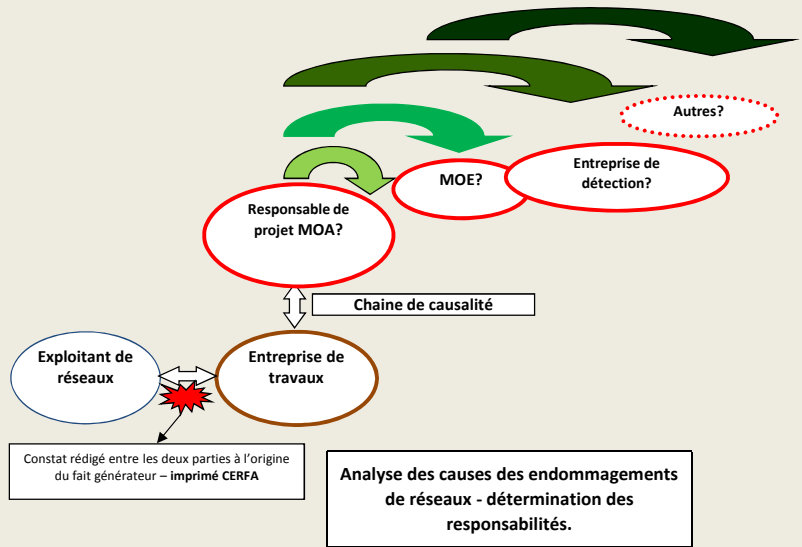 Autres?
MOE?
Entreprise de
détection?
Responsable de
projet MOA?
Chaine de causalité
Exploitant de
réseaux
Entreprise de
travaux
Constat rédigé entre les deux parties à l’origine
du fait générateur – imprimé CERFA
Analyse des causes des endommagements
de réseaux - détermination des
responsabilités.